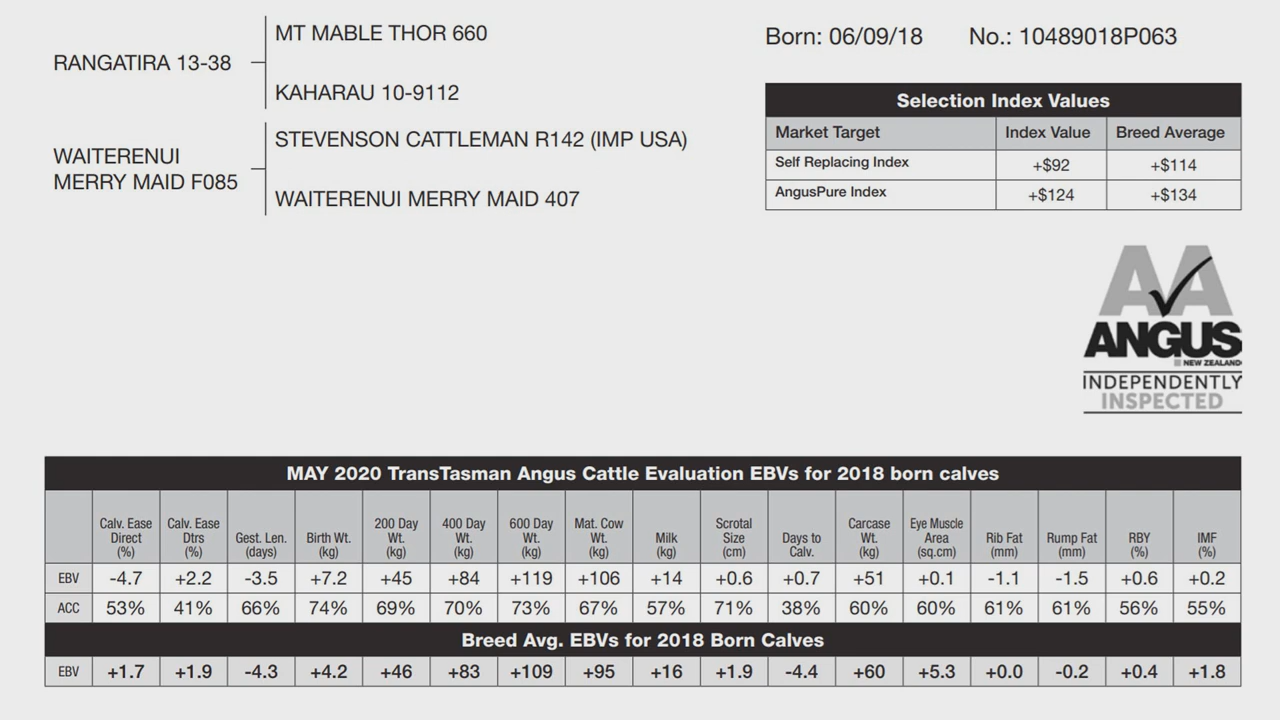 RANGATIRA 13-38
MT MABLE THOR 660
KAHARAU 10-9112
WAITERENUI
MERRY MAID F085
STEVENSON CATTLEMAN R142 (IMP USA)
WAITERENUI MERRY MAID 407
Born: 06/09/18 No.: 10489018P063
Selection Index Values
Market Target Index Value Breed Average
Self Replacing Index +$92 +$114
AngusPure Index +$124 +$134
AA
ANGUS
NEW ZEALAND
INDEPENDENTLY
INSPECTED
MAY 2020 TransTasman Angus Cattle Evaluation EBVs for 2018 born calves
Calv. Ease Direct (%) Calv. Ease Dtrs (%) Gest. Len. (days) Birth Wt. (kg) 200 Day Wt. (kg) 400 Day Wt. (kg) 600 Day Wt. (kg) Mat. Cow Wt. (kg) Milk (kg) Scrotal Size (cm) Days to Calv. Carcase Wt. (kg) Eye Muscle Area (sq.cm) Rib Fat (mm) Rump Fat (mm) RBY (%) IMF (%)
EBV -4.7 +2.2 -3.5 +7.2 +45 +84 +119 +106 +14 +0.6 +0.7 +51 +0.1 -1.1 -1.5 +0.6 +0.2
ACC 53% 41% 66% 74% 69% 70% 73% 67% 57% 71% 38% 60% 60% 61% 61% 56% 55%
Breed Avg. EBVs for 2018 Born Calves
EBV +1.7 +1.9 -4.3 +4.2 +46 +83 +109 +95 +16 +1.9 -4.4 +60 +5.3 +0.0 -0.2 +0.4 +1.8